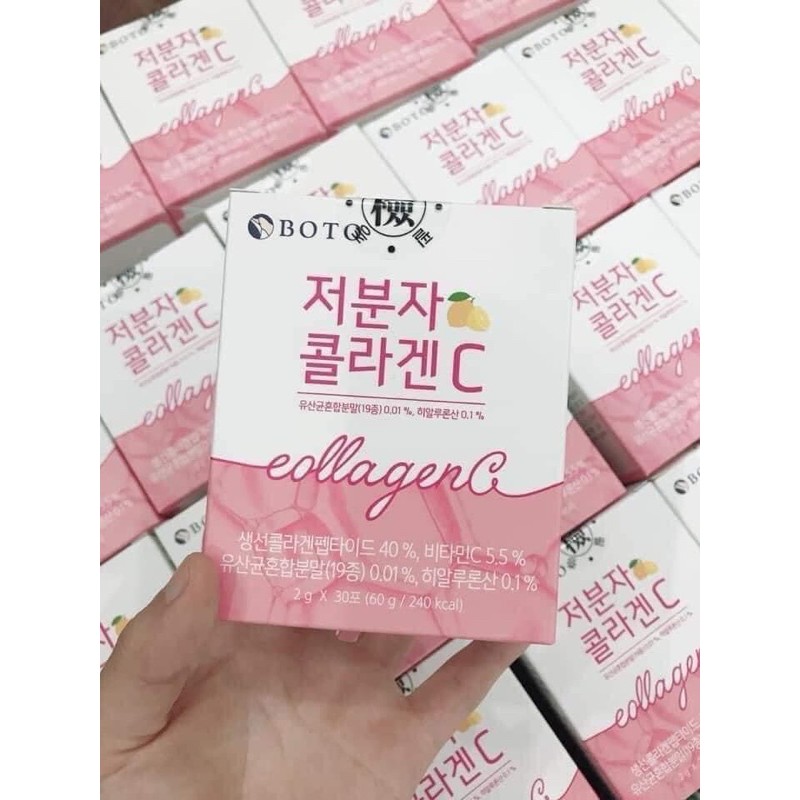 BOTO
저분자
콜라겐 C
유산균혼합분말(19종) 0.01 %, 히알루론산 0.1 %
collagenC
생선콜라겐펩타이드 40 %, 비타민C 5.5 %
유산균혼합분말(19종) 0.01 %, 히알루론산 0.1 %
2 g X 30포 (60 g / 240 kcal)